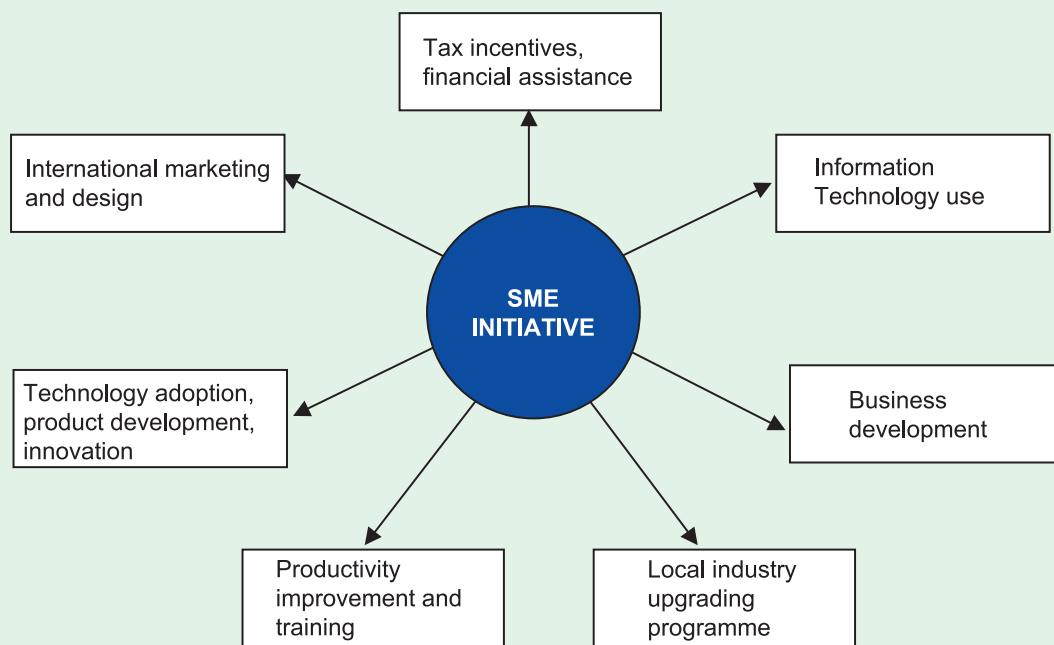 Tax incentives,
financial assistance
International marketing
and design
Information
Technology use
SME
INITIATIVE
Technology adoption,
product development,
innovation
Business
development
Productivity
improvement and
training
Local industry
upgrading
programme